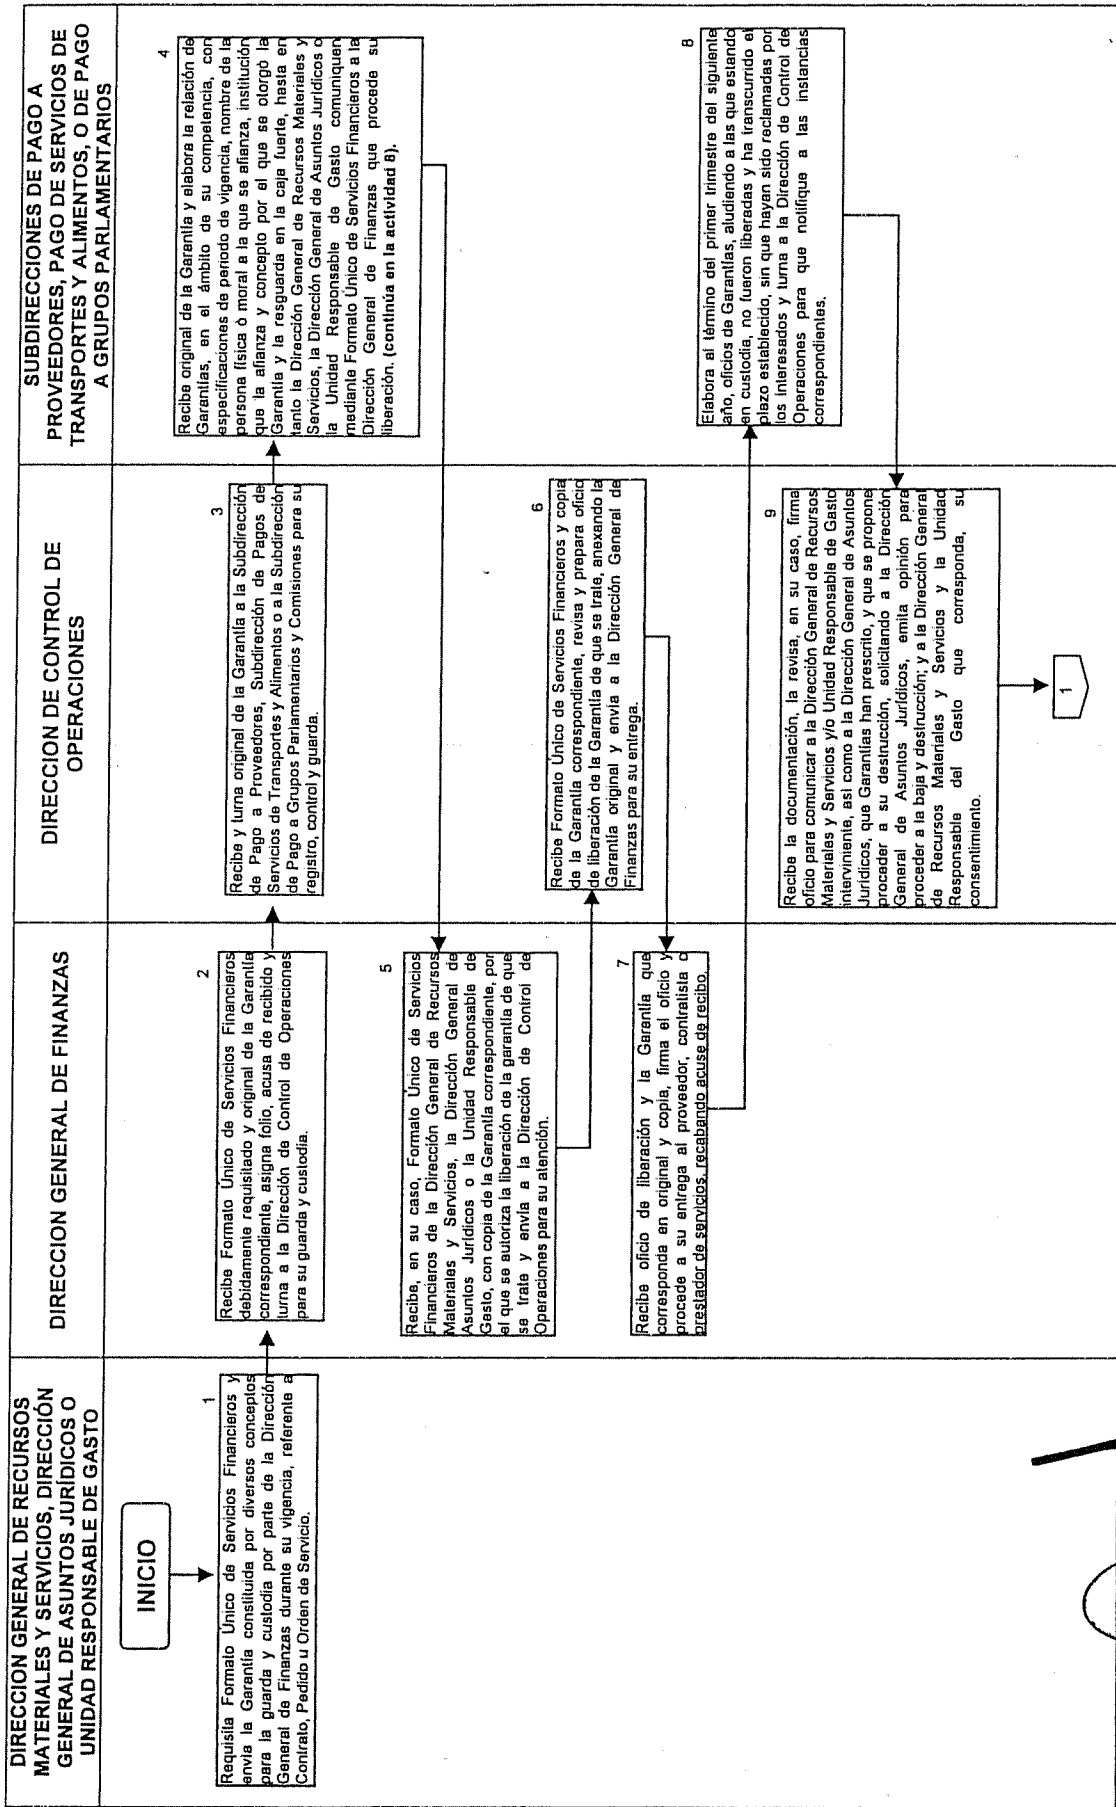 DIRECCION GENERAL DE RECURSOS
MATERIALES Y SERVICIOS, DIRECCIÓN
GENERAL DE ASUNTOS JURÍDICOS O
UNIDAD RESPONSABLE DE GASTO
DIRECCION GENERAL DE FINANZAS
DIRECCION DE CONTROL DE
OPERACIONES
SUBDIRECCIONES DE PAGO A
PROVEEDORES, PAGO DE SERVICIOS DE
TRANSPORTES Y ALIMENTOS, O DE PAGO
A GRUPOS PARLAMENTARIOS
INICIO
1
Requisita Formato Único de Servicios Financieros y
envía la Garantía constituida por diversos conceptos
para la guarda y custodia por parte de la Dirección
General de Finanzas durante su vigencia, referente a
Contrato, Pedido u Orden de Servicio.
2
Recibe Formato Único de Servicios Financieros
debidamente requisitado y original de la Garantía
correspondiente, asigna folio, acusa de recibido y
turna a la Dirección de Control de Operaciones
para su guarda y custodia.
3
Recibe y turna original de la Garantía a la Subdirección
de Pago a Proveedores, Subdirección de Pagos de
Servicios de Transportes y Alimentos o a la Subdirección
de Pago a Grupos Parlamentarios y Comisiones para su
registro, control y guarda.
4
Recibe original de la Garantía y elabora la relación de
Garantías, en el ámbito de su competencia, con
especificaciones de periodo de vigencia, nombre de la
persona física ó moral a la que se afianza, institución
que la afianza y concepto por el que se otorgó la
Garantía y la resguarda en la caja fuerte, hasta en
tanto la Dirección General de Recursos Materiales y
Servicios, la Dirección General de Asuntos Jurídicos o
la Unidad Responsable de Gasto comuniquen
mediante Formato Único de Servicios Financieros a la
Dirección General de Finanzas que procede su
liberación. (continúa en la actividad 8).
5
Recibe, en su caso, Formato Único de Servicios
Financieros de la Dirección General de Recursos
Materiales y Servicios, la Dirección General de
Asuntos Jurídicos o la Unidad Responsable de
Gasto, con copia de la Garantía correspondiente, por
el que se autoriza la liberación de la garantía de que
se trate y envía a la Dirección de Control de
Operaciones para su atención.
6
Recibe Formato Único de Servicios Financieros y copia
de la Garantía correspondiente, revisa y prepara oficio
de liberación de la Garantía de que se trate, anexando la
Garantía original y envía a la Dirección General de
Finanzas para su entrega.
7
Recibe oficio de liberación y la Garantía que
corresponda en original y copia, firma el oficio y
procede a su entrega al proveedor, contratista o
prestador de servicios, recabando acuse de recibo.
8
Elabora al término del primer trimestre del siguiente
año, oficios de Garantías, aludiendo a las que estando
en custodia, no fueron liberadas y ha transcurrido el
plazo establecido, sin que hayan sido reclamadas por
los interesados y turna a la Dirección de Control de
Operaciones para que notifique a las instancias
correspondientes.
9
Recibe la documentación, la revisa, en su caso, firma
oficio para comunicar a la Dirección General de Recursos
Materiales y Servicios y/o Unidad Responsable de Gasto
interviniente, así como a la Dirección General de Asuntos
Jurídicos, que Garantías han prescrito, y que se propone
proceder a su destrucción, solicitando a la Dirección
General de Asuntos Jurídicos, emita opinión para
proceder a la baja y destrucción; y a la Dirección General
de Recursos Materiales y Servicios y la Unidad
Responsable del Gasto que corresponda, su
consentimiento.
1